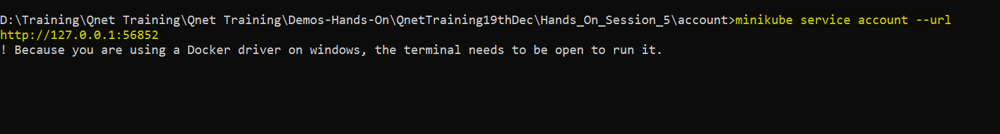 D:\Training\Qnet Training\Qnet Training\Demos-Hands-On\QnetTraining19thDec\Hands_On_Session_5\account>minikube service account --url
http://127.0.0.1:56852
! Because you are using a Docker driver on windows, the terminal needs to be open to run it.